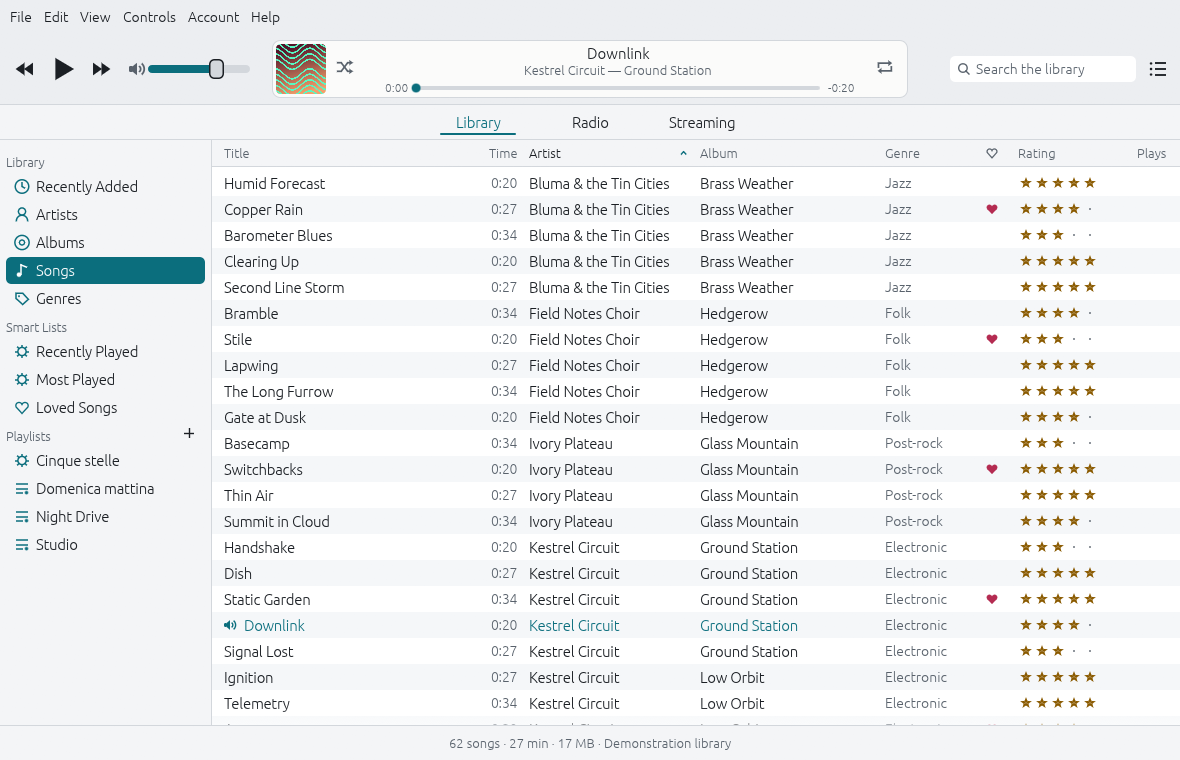 File Edit View Controls Account Help
Downlink
Kestrel Circuit — Ground Station
0:00 -0:20
Search the library
Library Radio Streaming
Library
Recently Added
Artists
Albums
Songs
Genres
Smart Lists
Recently Played
Most Played
Loved Songs
Playlists
Cinque stelle
Domenica mattina
Night Drive
Studio
Title Time Artist Album Genre Rating Plays
Humid Forecast 0:20 Bluma & the Tin Cities Brass Weather Jazz
Copper Rain 0:27 Bluma & the Tin Cities Brass Weather Jazz
Barometer Blues 0:34 Bluma & the Tin Cities Brass Weather Jazz
Clearing Up 0:20 Bluma & the Tin Cities Brass Weather Jazz
Second Line Storm 0:27 Bluma & the Tin Cities Brass Weather Jazz
Bramble 0:34 Field Notes Choir Hedgerow Folk
Stile 0:20 Field Notes Choir Hedgerow Folk
Lapwing 0:27 Field Notes Choir Hedgerow Folk
The Long Furrow 0:34 Field Notes Choir Hedgerow Folk
Gate at Dusk 0:20 Field Notes Choir Hedgerow Folk
Basecamp 0:34 Ivory Plateau Glass Mountain Post-rock
Switchbacks 0:20 Ivory Plateau Glass Mountain Post-rock
Thin Air 0:27 Ivory Plateau Glass Mountain Post-rock
Summit in Cloud 0:34 Ivory Plateau Glass Mountain Post-rock
Handshake 0:20 Kestrel Circuit Ground Station Electronic
Dish 0:27 Kestrel Circuit Ground Station Electronic
Static Garden 0:34 Kestrel Circuit Ground Station Electronic
Downlink 0:20 Kestrel Circuit Ground Station Electronic
Signal Lost 0:27 Kestrel Circuit Ground Station Electronic
Ignition 0:27 Kestrel Circuit Low Orbit Electronic
Telemetry 0:34 Kestrel Circuit Low Orbit Electronic
62 songs · 27 min · 17 MB · Demonstration library